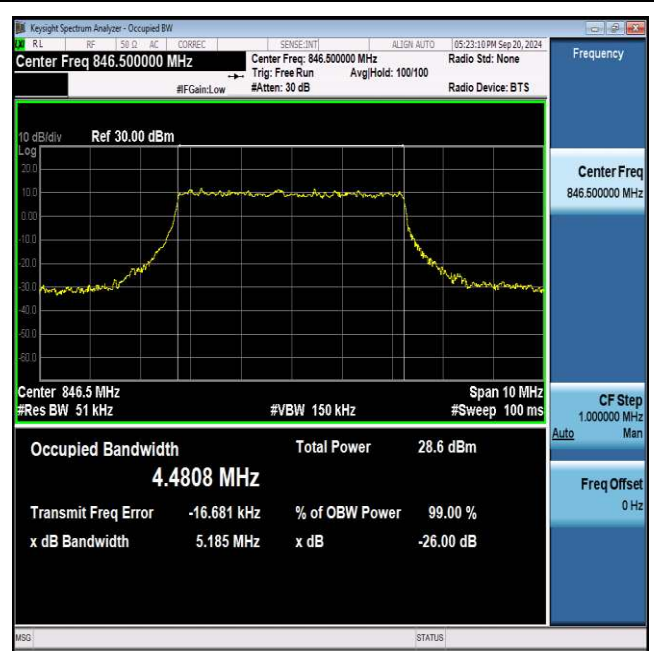 Keysight Spectrum Analyzer - Occupied BW
RL RF 50 Ω AC CORREC SENSE:INT ALIGN AUTO 05:23:10 PM Sep 20, 2024
Center Freq 846.500000 MHz Center Freq: 846.500000 MHz Radio Std: None
Trig: Free Run Avg|Hold: 100/100
#IFGain:Low #Atten: 30 dB Radio Device: BTS
Frequency
10 dB/div Ref 30.00 dBm
Log
20.0
10.0
0.00
-10.0
-20.0
-30.0
-40.0
-50.0
-60.0
Center Freq
846.500000 MHz
Center 846.5 MHz Span 10 MHz
#Res BW 51 kHz #VBW 150 kHz #Sweep 100 ms
CF Step
1.000000 MHz
Auto Man
Occupied Bandwidth Total Power 28.6 dBm
4.4808 MHz
Transmit Freq Error -16.681 kHz % of OBW Power 99.00 %
x dB Bandwidth 5.185 MHz x dB -26.00 dB
Freq Offset
0 Hz
MSG STATUS